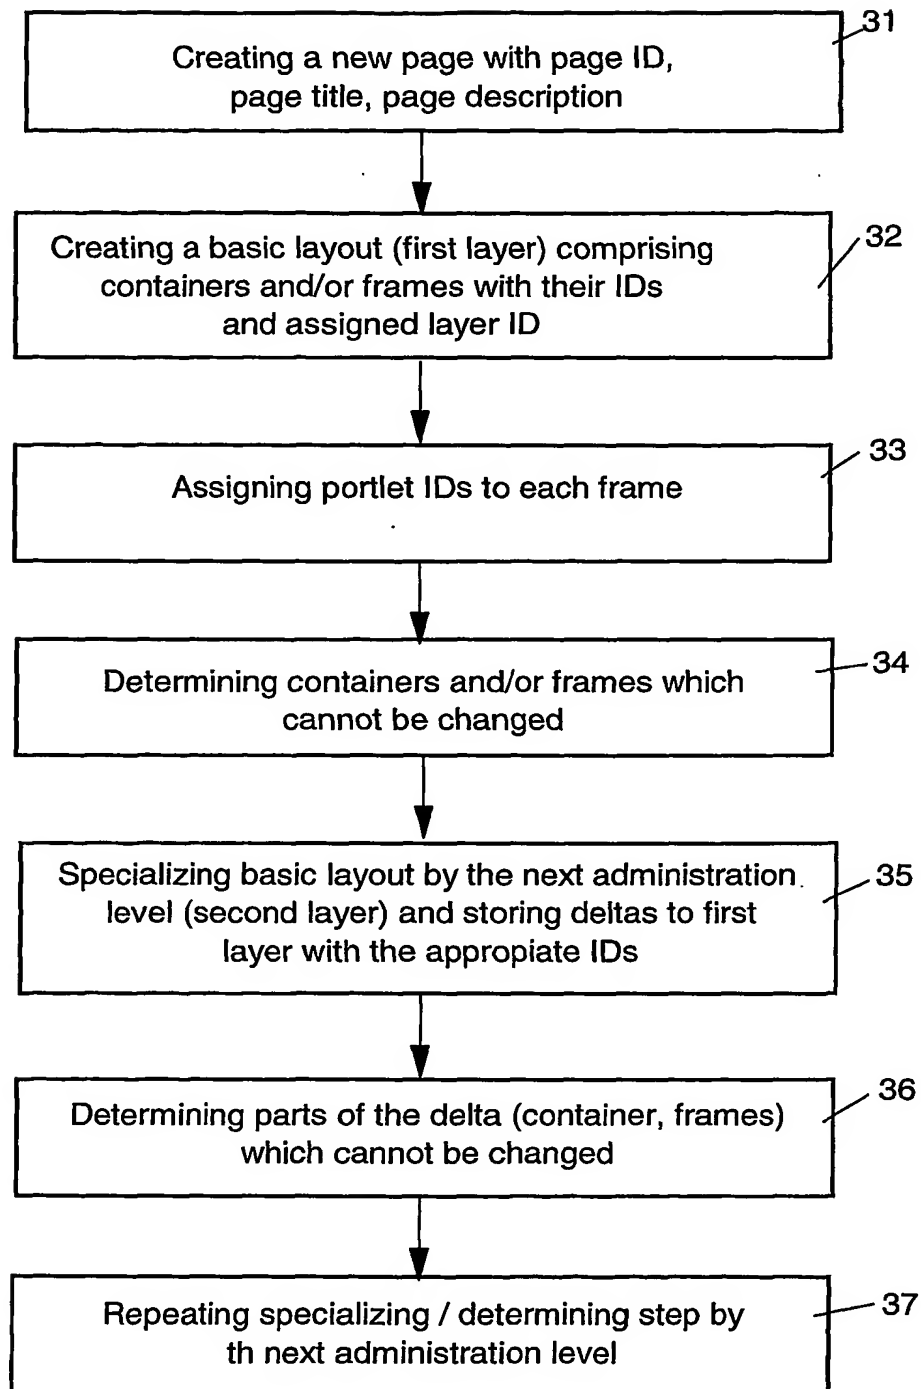 31
Creating a new page with page ID,
page title, page description
32
Creating a basic layout (first layer) comprising
containers and/or frames with their IDs
and assigned layer ID
33
Assigning portlet IDs to each frame
34
Determining containers and/or frames which
cannot be changed
35
Specializing basic layout by the next administration
level (second layer) and storing deltas to first
layer with the appropiate IDs
36
Determining parts of the delta (container, frames)
which cannot be changed
37
Repeating specializing / determining step by
th next administration level